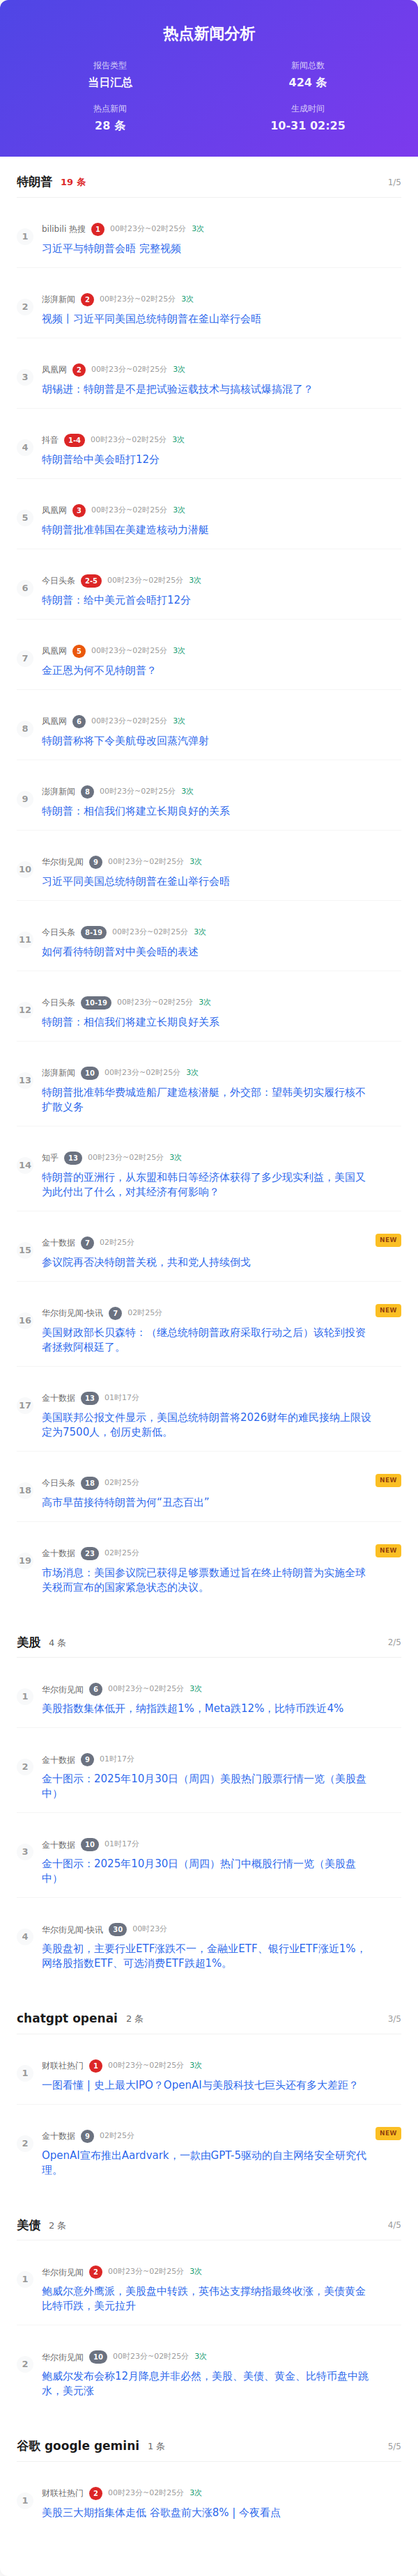 热点新闻分析
报告类型
当日汇总
新闻总数
424 条
热点新闻
28 条
生成时间
10-31 02:25
特朗普 19 条 1/5
1
bilibili 热搜 1 00时23分~02时25分 3次
习近平与特朗普会晤 完整视频
2
澎湃新闻 2 00时23分~02时25分 3次
视频丨习近平同美国总统特朗普在釜山举行会晤
3
凤凰网 2 00时23分~02时25分 3次
胡锡进：特朗普是不是把试验运载技术与搞核试爆搞混了？
4
抖音 1-4 00时23分~02时25分 3次
特朗普给中美会晤打12分
5
凤凰网 3 00时23分~02时25分 3次
特朗普批准韩国在美建造核动力潜艇
6
今日头条 2-5 00时23分~02时25分 3次
特朗普：给中美元首会晤打12分
7
凤凰网 5 00时23分~02时25分 3次
金正恩为何不见特朗普？
8
凤凰网 6 00时23分~02时25分 3次
特朗普称将下令美航母改回蒸汽弹射
9
澎湃新闻 8 00时23分~02时25分 3次
特朗普：相信我们将建立长期良好的关系
10
华尔街见闻 9 00时23分~02时25分 3次
习近平同美国总统特朗普在釜山举行会晤
11
今日头条 8-19 00时23分~02时25分 3次
如何看待特朗普对中美会晤的表述
12
今日头条 10-19 00时23分~02时25分 3次
特朗普：相信我们将建立长期良好关系
13
澎湃新闻 10 00时23分~02时25分 3次
特朗普批准韩华费城造船厂建造核潜艇，外交部：望韩美切实履行核不
扩散义务
14
知乎 13 00时23分~02时25分 3次
特朗普的亚洲行，从东盟和韩日等经济体获得了多少现实利益，美国又
为此付出了什么，对其经济有何影响？
15
金十数据 7 02时25分 NEW
参议院再否决特朗普关税，共和党人持续倒戈
16
华尔街见闻-快讯 7 02时25分 NEW
美国财政部长贝森特：（继总统特朗普政府采取行动之后）该轮到投资
者拯救阿根廷了。
17
金十数据 13 01时17分
美国联邦公报文件显示，美国总统特朗普将2026财年的难民接纳上限设
定为7500人，创历史新低。
18
今日头条 18 02时25分 NEW
高市早苗接待特朗普为何“丑态百出”
19
金十数据 23 02时25分 NEW
市场消息：美国参议院已获得足够票数通过旨在终止特朗普为实施全球
关税而宣布的国家紧急状态的决议。
美股 4 条 2/5
1
华尔街见闻 6 00时23分~02时25分 3次
美股指数集体低开，纳指跌超1%，Meta跌12%，比特币跌近4%
2
金十数据 9 01时17分
金十图示：2025年10月30日（周四）美股热门股票行情一览（美股盘
中）
3
金十数据 10 01时17分
金十图示：2025年10月30日（周四）热门中概股行情一览（美股盘
中）
4
华尔街见闻-快讯 30 00时23分
美股盘初，主要行业ETF涨跌不一，金融业ETF、银行业ETF涨近1%，
网络股指数ETF、可选消费ETF跌超1%。
chatgpt openai 2 条 3/5
1
财联社热门 1 00时23分~02时25分 3次
一图看懂 | 史上最大IPO？OpenAI与美股科技七巨头还有多大差距？
2
金十数据 9 02时25分 NEW
OpenAI宣布推出Aardvark，一款由GPT-5驱动的自主网络安全研究代
理。
美债 2 条 4/5
1
华尔街见闻 2 00时23分~02时25分 3次
鲍威尔意外鹰派，美股盘中转跌，英伟达支撑纳指最终收涨，美债黄金
比特币跌，美元拉升
2
华尔街见闻 10 00时23分~02时25分 3次
鲍威尔发布会称12月降息并非必然，美股、美债、黄金、比特币盘中跳
水，美元涨
谷歌 google gemini 1 条 5/5
1
财联社热门 2 00时23分~02时25分 3次
美股三大期指集体走低 谷歌盘前大涨8% | 今夜看点